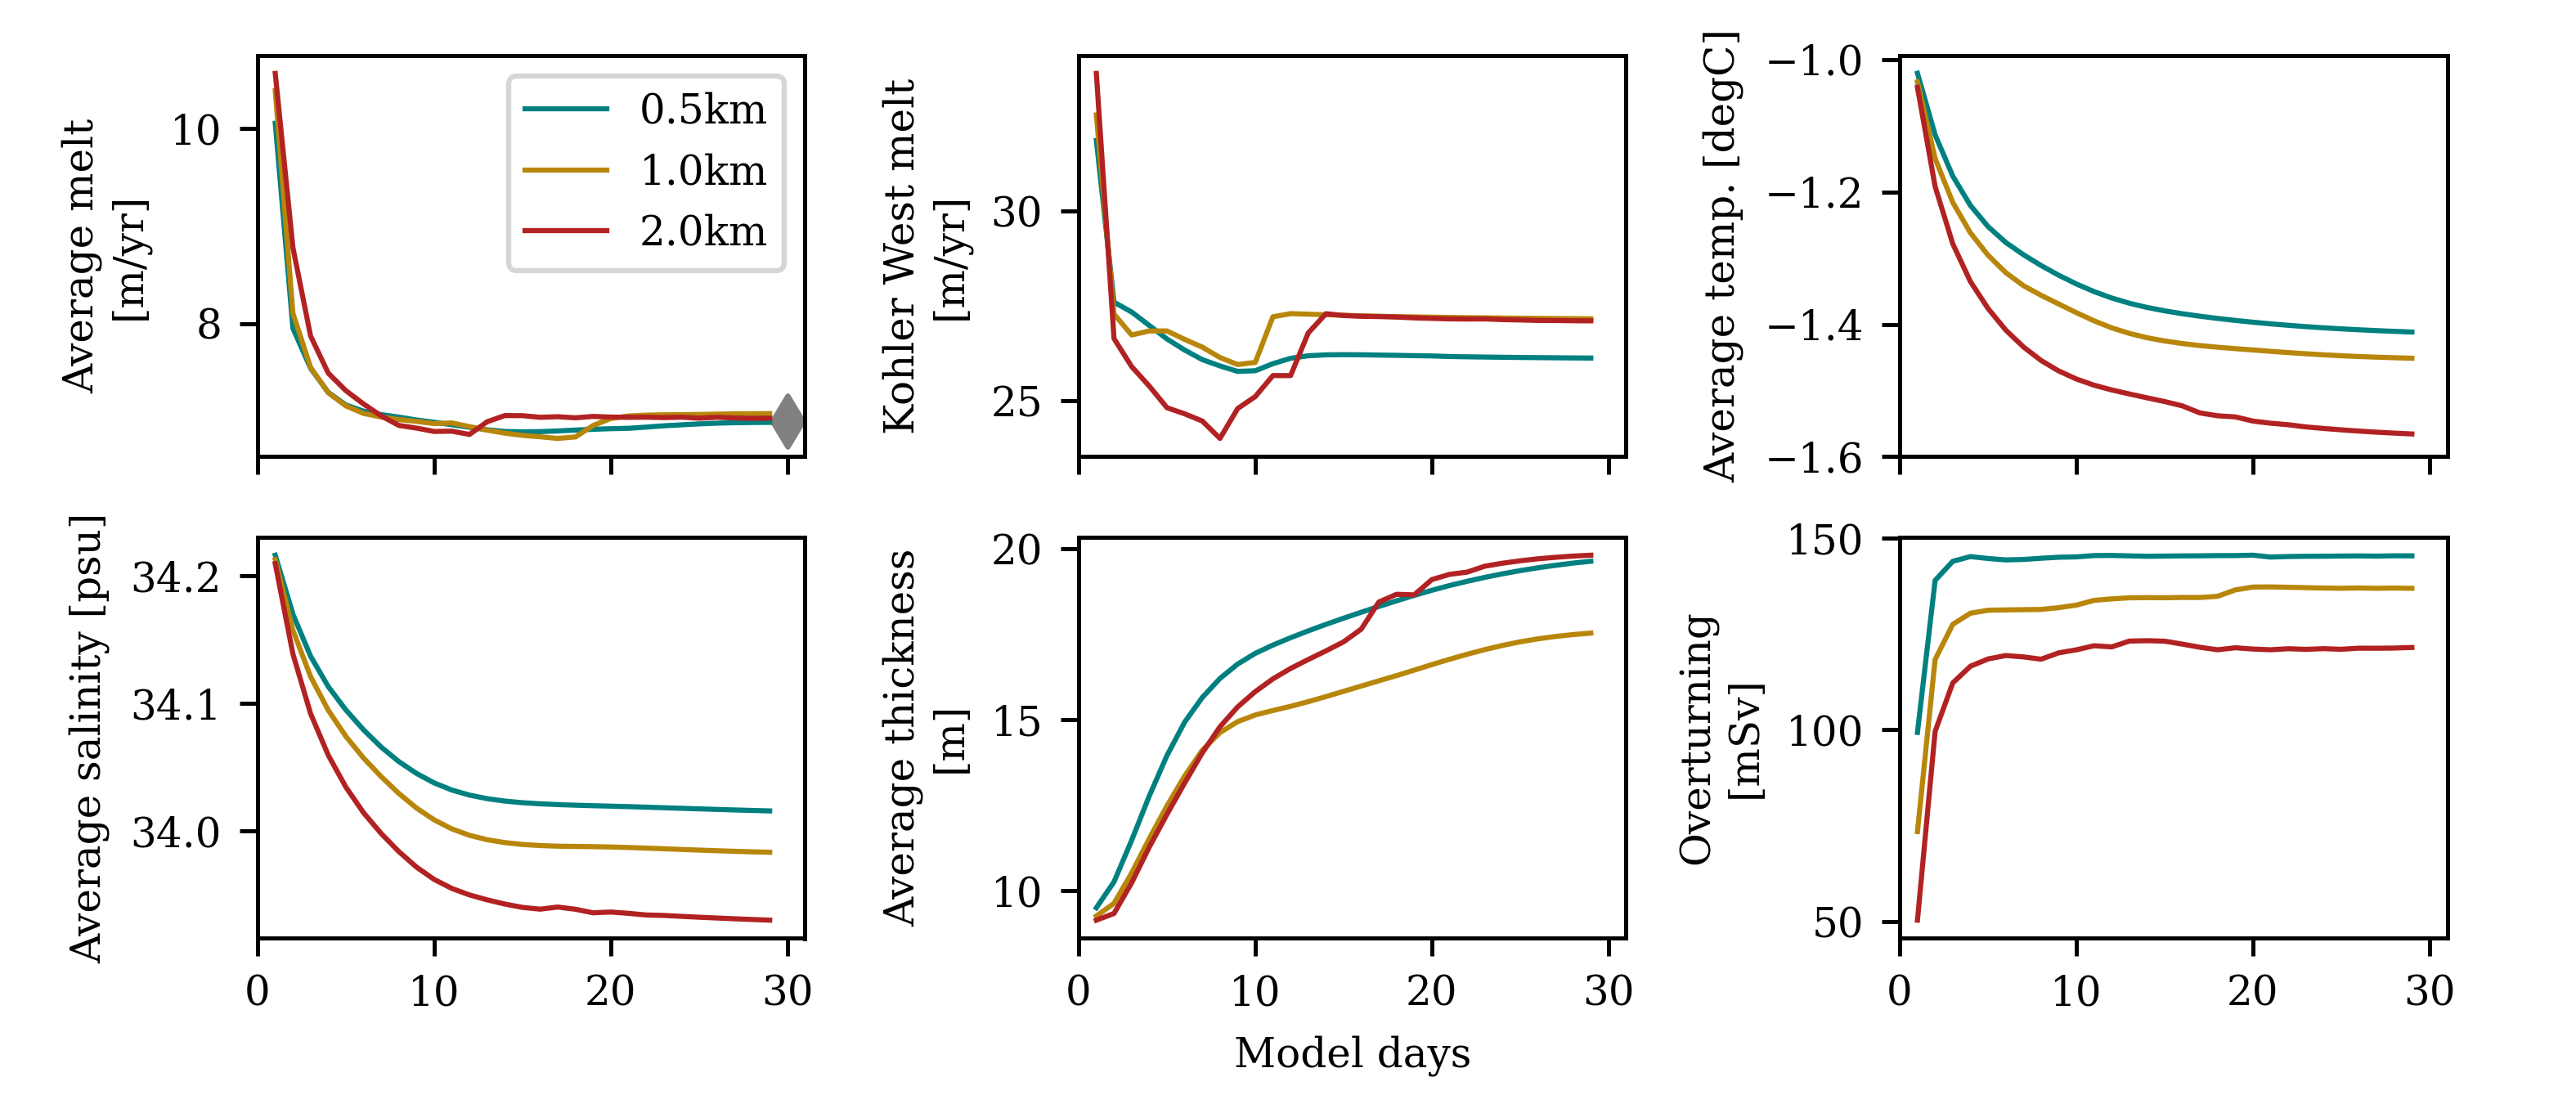 Average melt
[m/yr]
10
8
0.5km
1.0km
2.0km
Kohler West melt
[m/yr]
30
25
Average temp. [degC]
−1.0
−1.2
−1.4
−1.6
Average salinity [psu]
34.2
34.1
34.0
0 10 20 30
Average thickness
[m]
20
15
10
0 10 20 30
Model days
Overturning
[mSv]
150
100
50
0 10 20 30